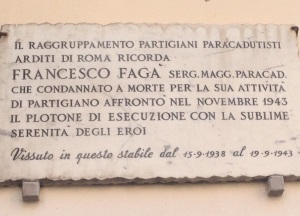 IL RAGGRUPPAMENTO PARTIGIANI PARACADUTISTI
ARDITI DI ROMA RICORDA
FRANCESCO FAGÀ SERG. MAGG. PARACAD.
CHE CONDANNATO A MORTE PER LA SUA ATTIVITÀ
DI PARTIGIANO AFFRONTÒ NEL NOVEMBRE 1943
IL PLOTONE DI ESECUZIONE CON LA SUBLIME
SERENITÀ DEGLI EROI
Vissuto in questo stabile dal 15-9-1938 al 19-9-1943